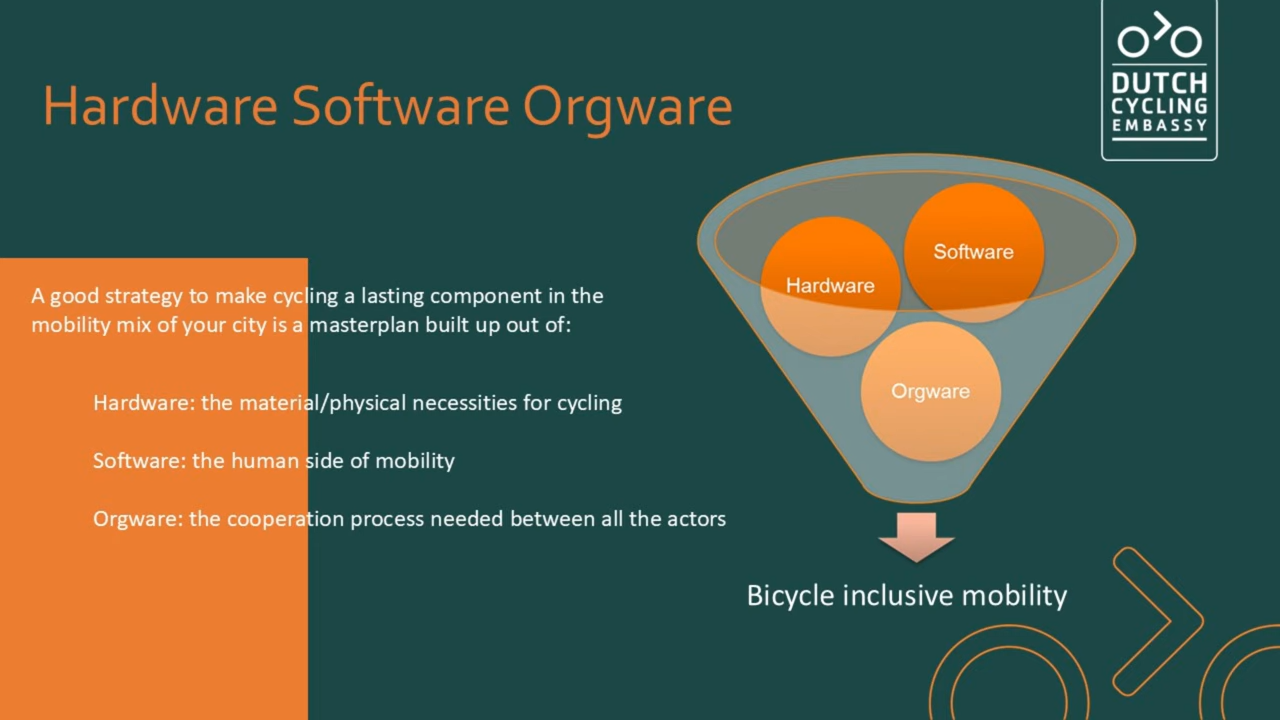 DUTCH
CYCLING
EMBASSY
Hardware Software Orgware
A good strategy to make cycling a lasting component in the
mobility mix of your city is a masterplan built up out of:
Hardware: the material/physical necessities for cycling
Software: the human side of mobility
Orgware: the cooperation process needed between all the actors
Software
Hardware
Orgware
Bicycle inclusive mobility